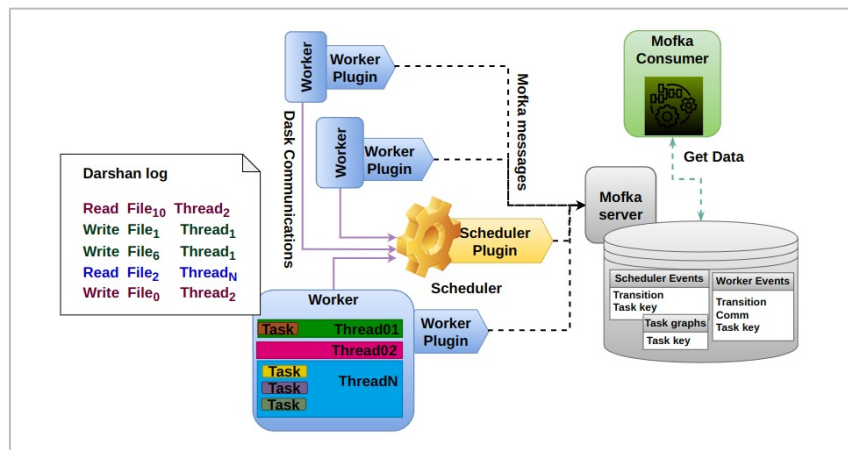 Darshan log
Read File10 Thread2
Write File1 Thread1
Write File6 Thread1
Read File2 ThreadN
Write File0 Thread2
Worker
Worker
Plugin
Worker
Worker
Plugin
Dask Communications
Mofka messages
Scheduler
Plugin
Scheduler
Worker
Task Thread01
Thread02
Task ThreadN
Task
Task
Worker
Plugin
Mofka
Consumer
Get Data
Mofka
server
Scheduler Events
Transition
Task key
Task graphs
Task key
Worker Events
Transition
Comm
Task key